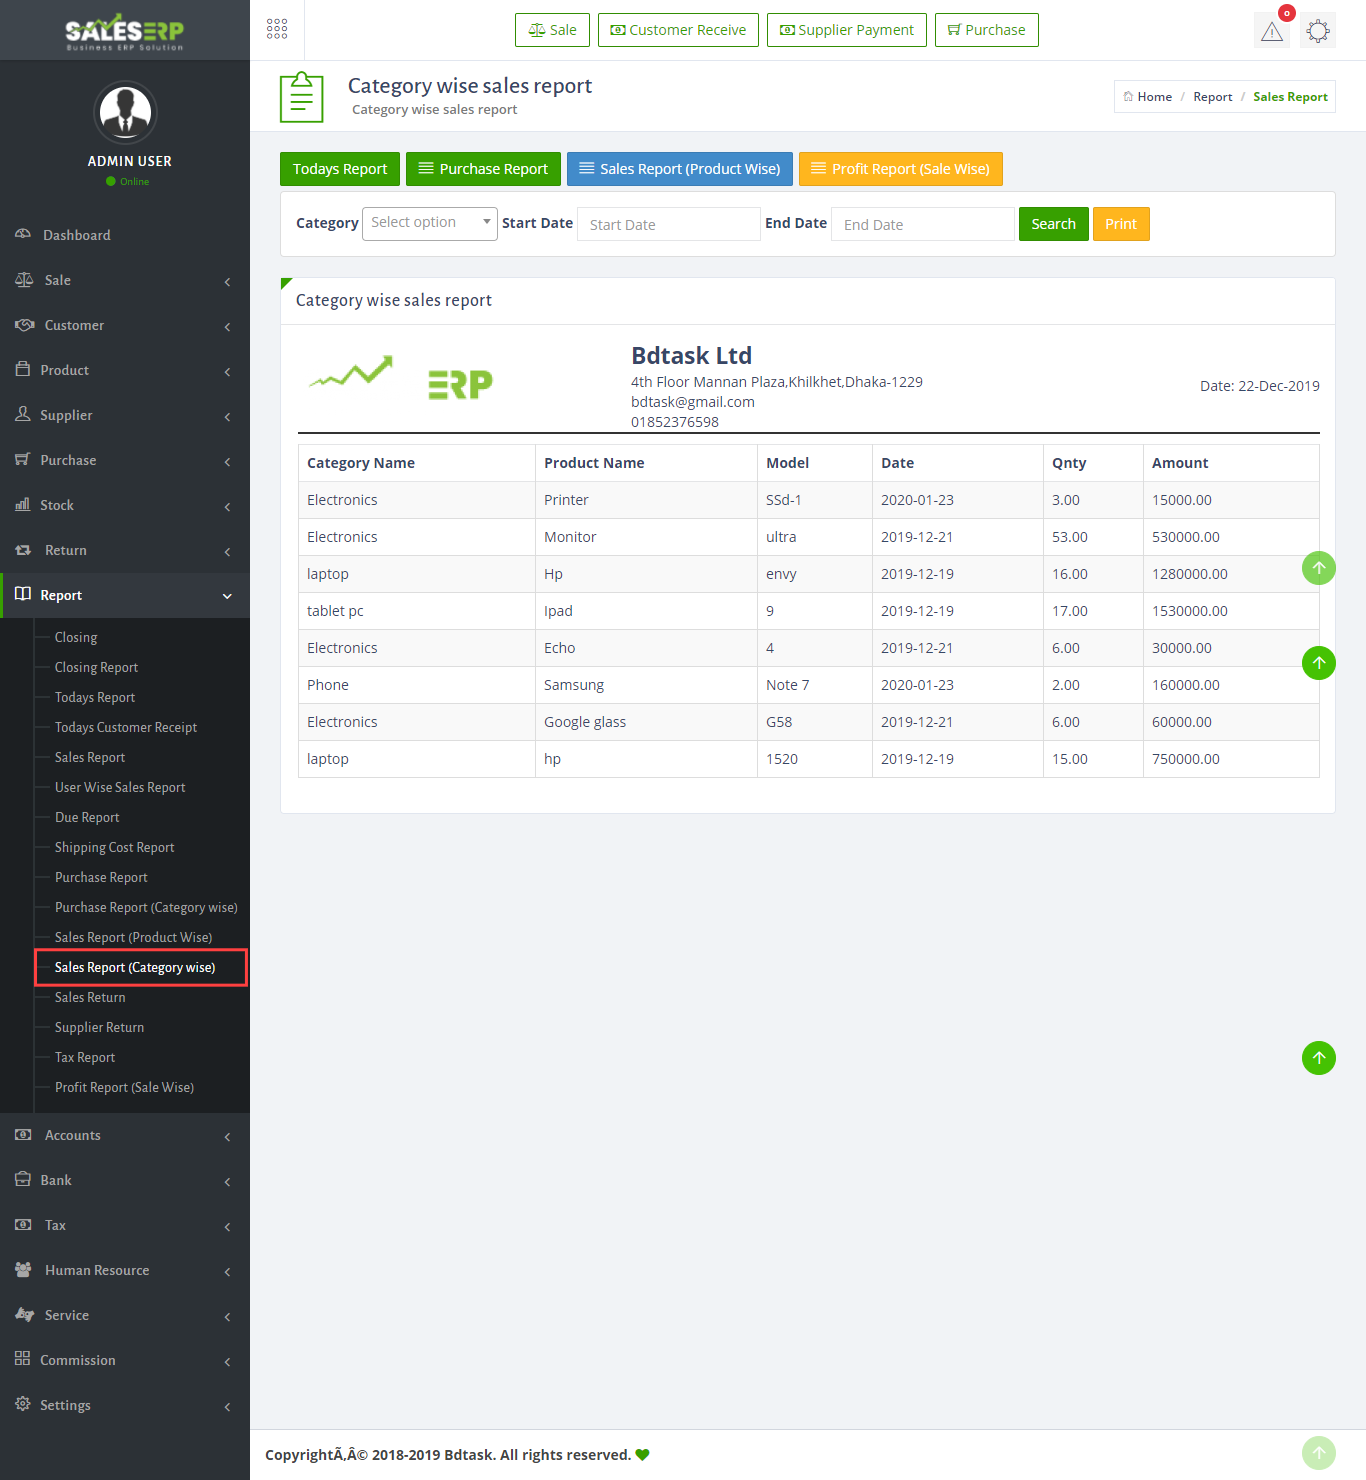 SALESERP
Business ERP Solution
ADMIN USER
Online
Dashboard
Sale
Customer
Product
Supplier
Purchase
Stock
Return
Report
Closing
Closing Report
Todays Report
Todays Customer Receipt
Sales Report
User Wise Sales Report
Due Report
Shipping Cost Report
Purchase Report
Purchase Report (Category wise)
Sales Report (Product Wise)
Sales Report (Category wise)
Sales Return
Supplier Return
Tax Report
Profit Report (Sale Wise)
Accounts
Bank
Tax
Human Resource
Service
Commission
Settings
Sale Customer Receive Supplier Payment Purchase
0
Category wise sales report
Category wise sales report
Home / Report / Sales Report
Todays Report Purchase Report Sales Report (Product Wise) Profit Report (Sale Wise)
Category Select option Start Date Start Date End Date End Date Search Print
Category wise sales report
ERP
Bdtask Ltd
4th Floor Mannan Plaza,Khilkhet,Dhaka-1229
bdtask@gmail.com
01852376598
Date: 22-Dec-2019
Category Name Product Name Model Date Qnty Amount
Electronics Printer SSd-1 2020-01-23 3.00 15000.00
Electronics Monitor ultra 2019-12-21 53.00 530000.00
laptop Hp envy 2019-12-19 16.00 1280000.00
tablet pc Ipad 9 2019-12-19 17.00 1530000.00
Electronics Echo 4 2019-12-21 6.00 30000.00
Phone Samsung Note 7 2020-01-23 2.00 160000.00
Electronics Google glass G58 2019-12-21 6.00 60000.00
laptop hp 1520 2019-12-19 15.00 750000.00
CopyrightÃ‚Â© 2018-2019 Bdtask. All rights reserved.